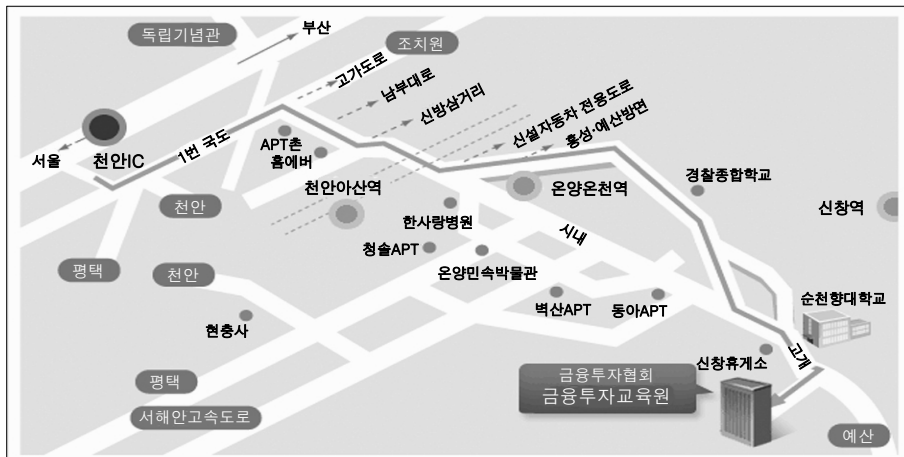 독립기념관
부산
조치원
고가도로
남부대로
신방삼거리
신설자동차 전용도로
홍성·예산방면
서울
천안IC
1번 국도
APT촌
홈에버
천안아산역
온양온천역
경찰종합학교
신창역
천안
한사랑병원
시내
청솔APT
온양민속박물관
평택
천안
벽산APT
동아APT
순천향대학교
현충사
고개
신창휴게소
금융투자협회
금융투자교육원
평택
서해안고속도로
예산